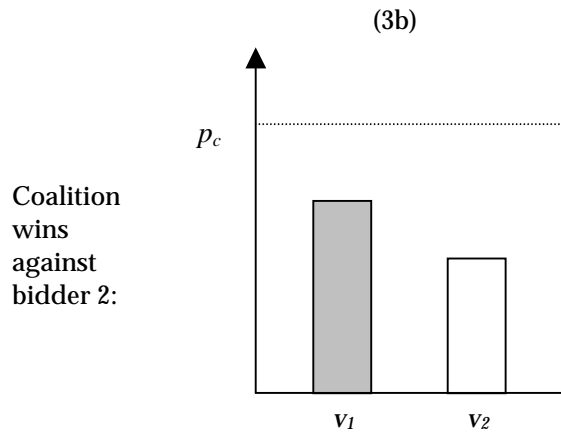 (3b)
p_c
Coalition
wins
against
bidder 2:
v_1
v_2